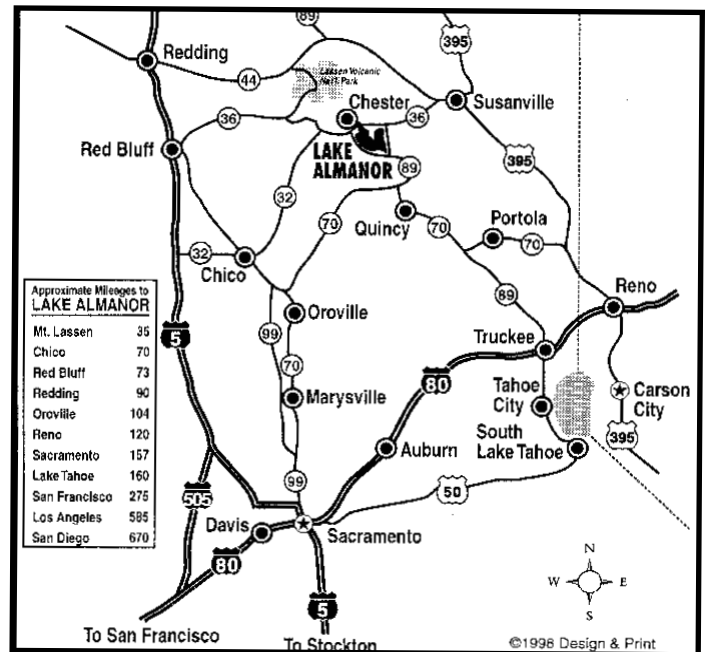 89
395
Redding
44
Lassen Volcanic
Nat'l. Park
Chester
Susanville
36
36
Red Bluff
LAKE
ALMANOR
89
395
32
70
Quincy
70
Portola
70
32
Chico
89
Reno
Approximate Mileages to
LAKE ALMANOR
Mt. Lassen 35
Chico 70
Red Bluff 73
Redding 90
Oroville 104
Reno 120
Sacramento 157
Lake Tahoe 160
San Francisco 275
Los Angeles 585
San Diego 670
5
99
Oroville
70
Truckee
80
Marysville
Tahoe
City
Carson
City
395
Auburn
South
Lake Tahoe
505
99
50
Davis
Sacramento
80
5
N
W E
S
To San Francisco
To Stockton
©1998 Design & Print